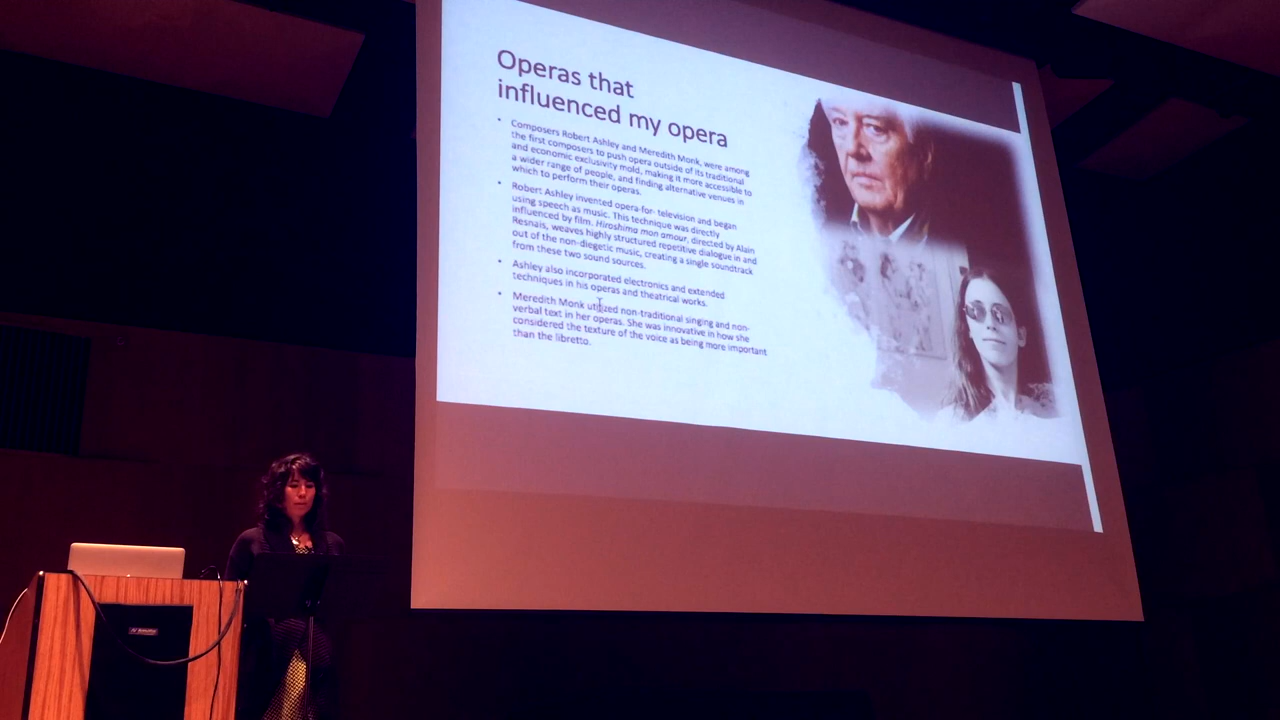 Operas that
influenced my opera
• Composers Robert Ashley and Meredith Monk, were among
the first composers to push opera outside of its traditional
and economic exclusivity mold, making it more accessible to
a wider range of people, and finding alternative venues in
which to perform their operas.
• Robert Ashley invented opera-for- television and began
using speech as music. This technique was directly
influenced by film. Hiroshima mon amour, directed by Alain
Resnais, weaves highly structured repetitive dialogue in and
out of the non-diegetic music, creating a single soundtrack
from these two sound sources.
• Ashley also incorporated electronics and extended
techniques in his operas and theatrical works.
• Meredith Monk utilized non-traditional singing and non-
verbal text in her operas. She was innovative in how she
considered the texture of the voice as being more important
than the libretto.